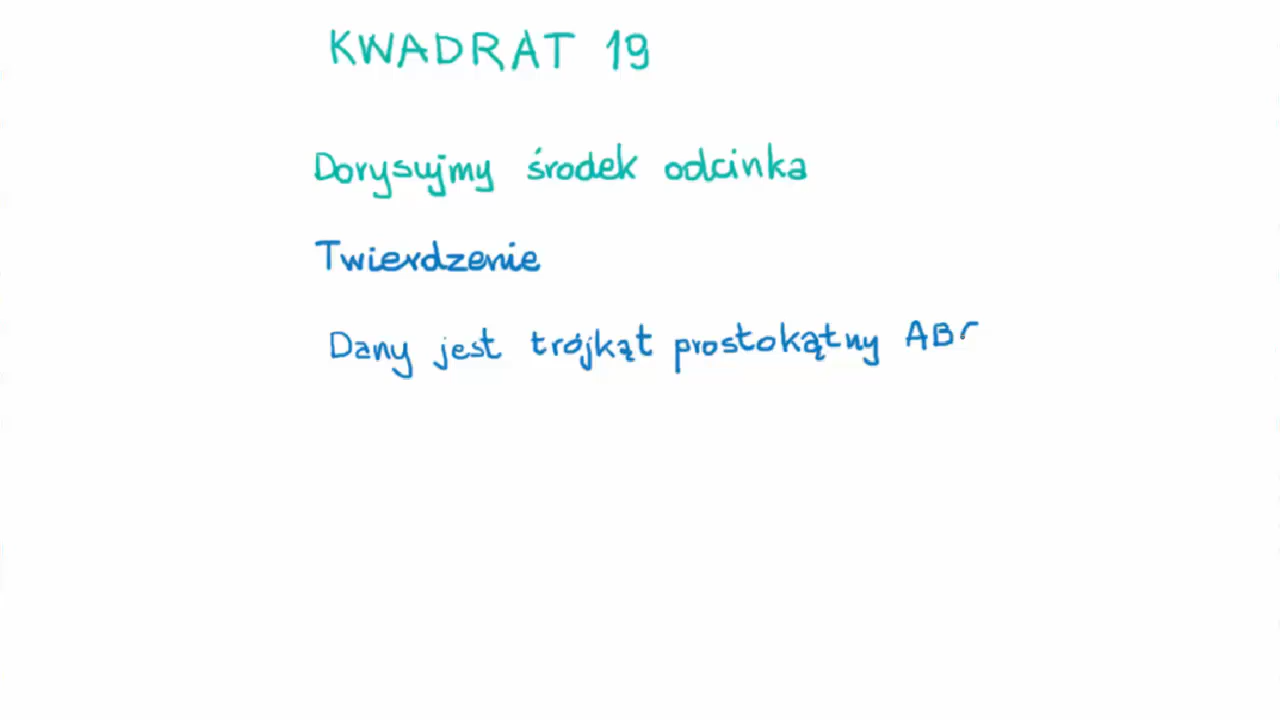 KWADRAT 19
Dorysujmy środek odcinka
Twierdzenie
Dany jest trójkąt prostokątny AB